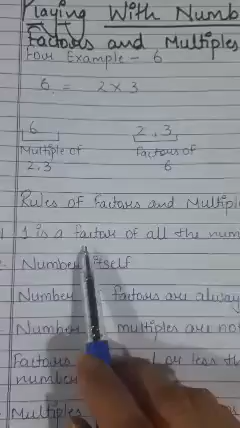 Playing With Numb
Factors and Multiples
Four Example - 6
6 = 2 x 3
6 2, 3
Multiple of Factors of
2, 3 6
Rules of Factors and Multiple
1 is a factor of all the num
Number itself
Number factors are alway
Number multiples are no
Factors or less th
number
Multiples